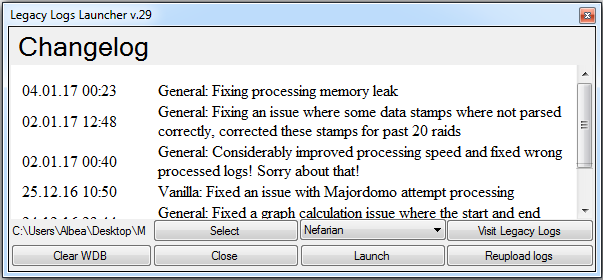 Legacy Logs Launcher v.29
Changelog
04.01.17 00:23 General: Fixing processing memory leak
02.01.17 12:48 General: Fixing an issue where some data stamps where not parsed
correctly, corrected these stamps for past 20 raids
02.01.17 00:40 General: Considerably improved processing speed and fixed wrong
processed logs! Sorry about that!
25.12.16 10:50 Vanilla: Fixed an issue with Majordomo attempt processing
General: Fixed a graph calculation issue where the start and end
C:\Users\Albea\Desktop\M Select Nefarian Visit Legacy Logs
Clear WDB Close Launch Reupload logs